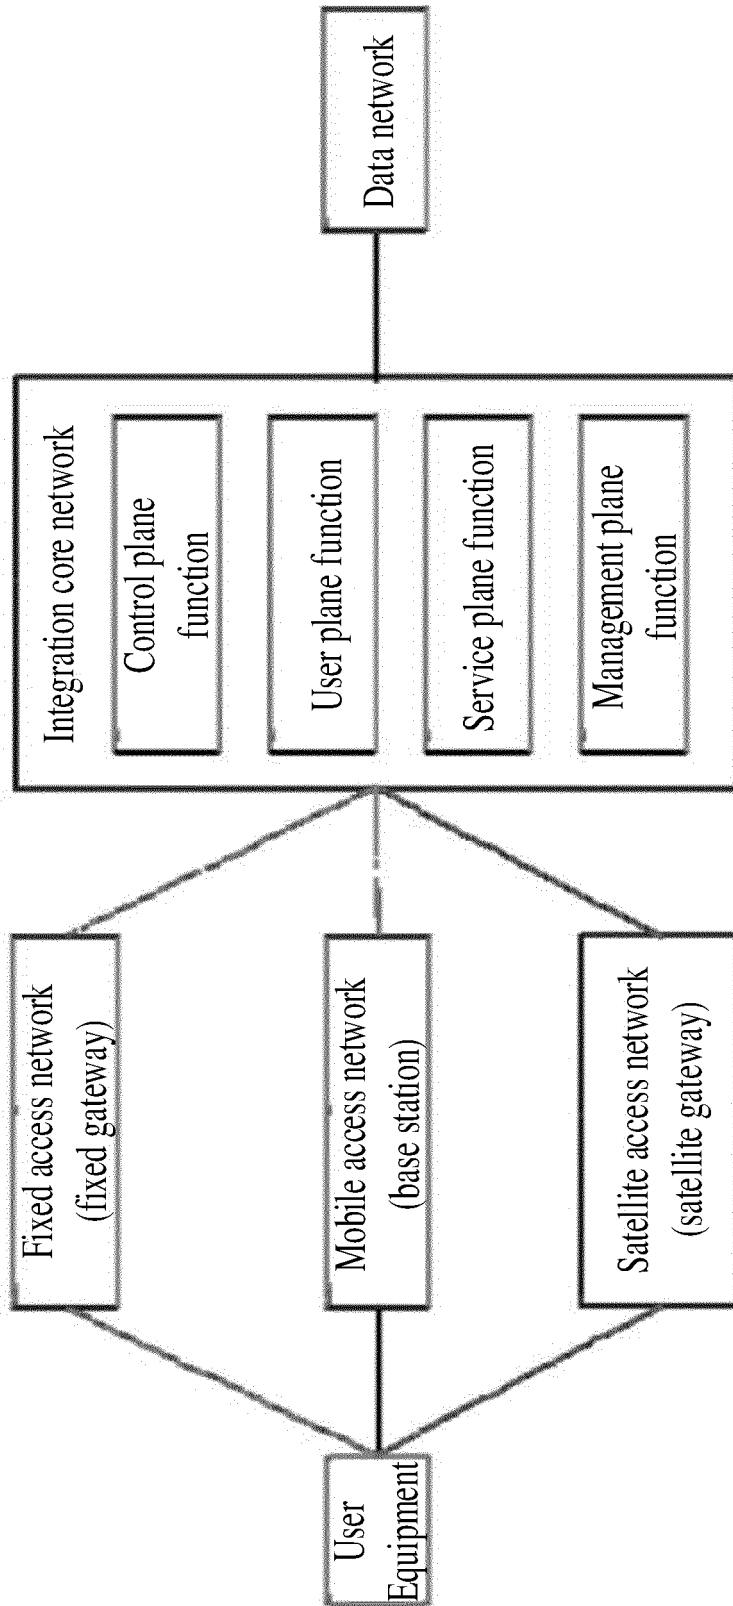 User
Equipment
Fixed access network
(fixed gateway)
Mobile access network
(base station)
Satellite access network
(satellite gateway)
Integration core network
Control plane
function
User plane function
Service plane function
Management plane
function
Data network